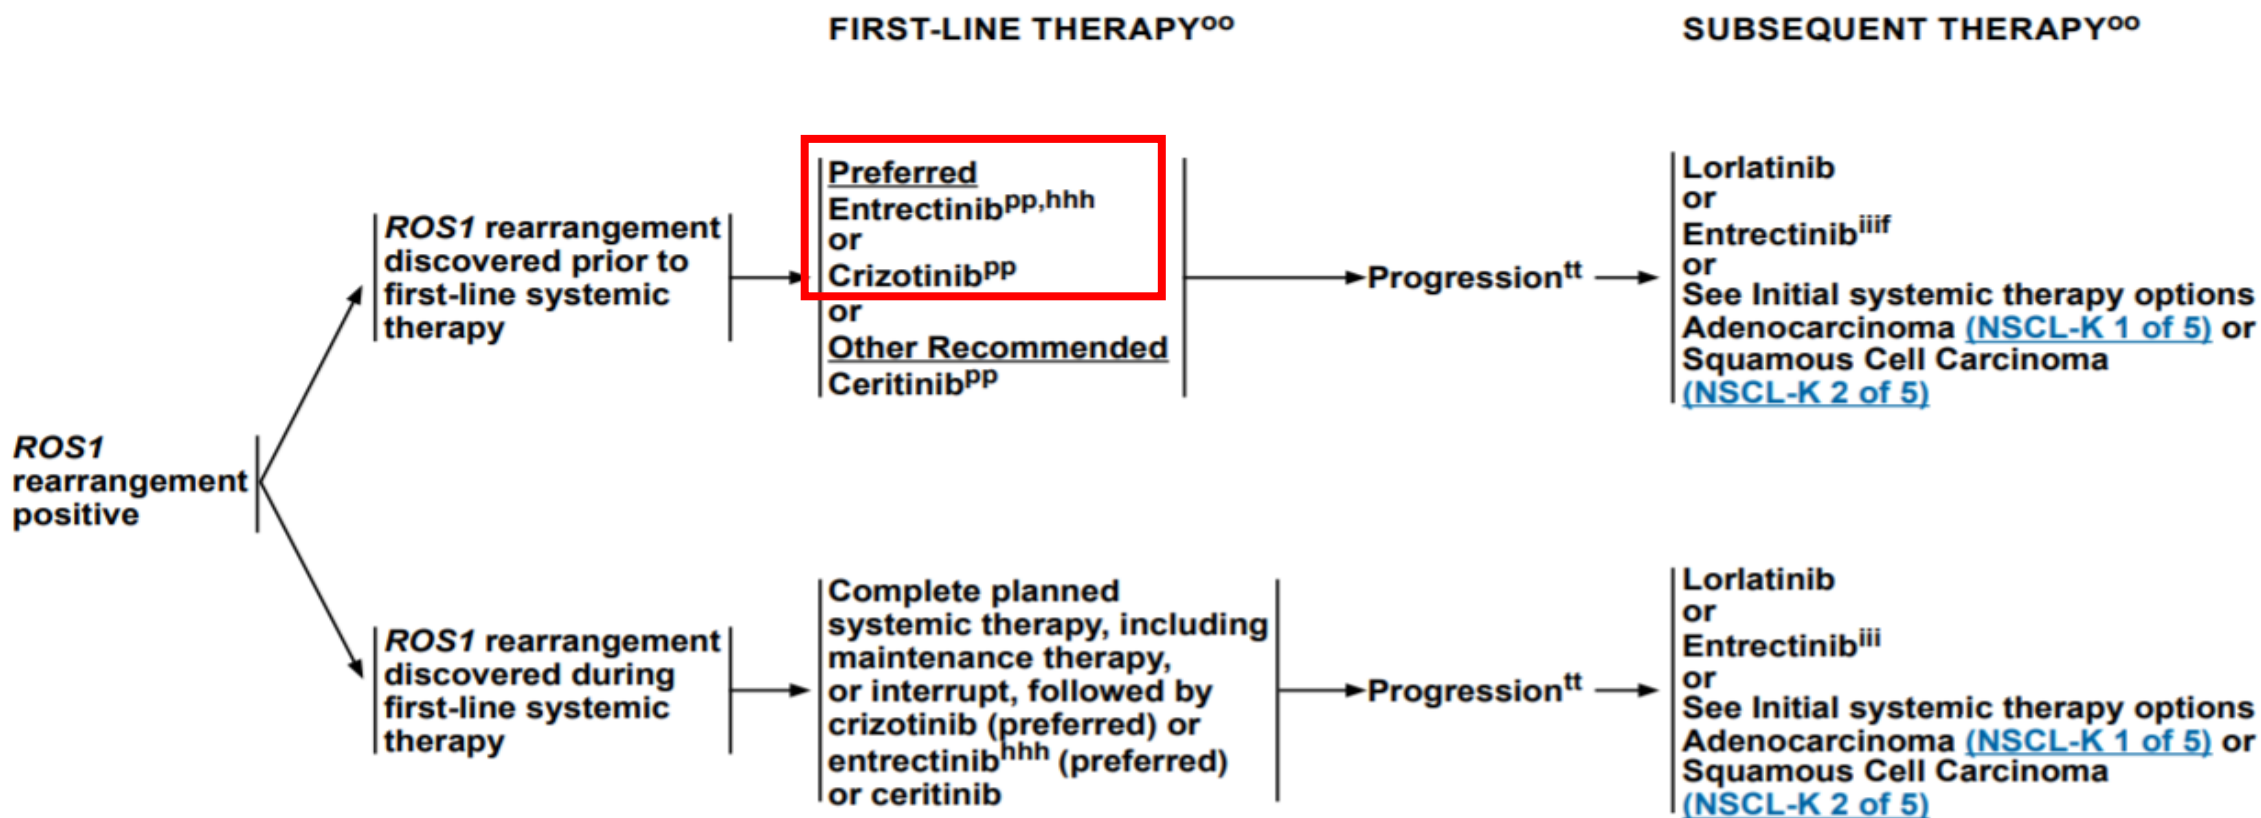 FIRST-LINE THERAPYᵒᵒ
SUBSEQUENT THERAPYᵒᵒ
ROS1
rearrangement
positive
ROS1 rearrangement
discovered prior to
first-line systemic
therapy
Preferred
Entrectinibᵖᵖ,ʰʰʰ
or
Crizotinibᵖᵖ
or
Other Recommended
Ceritinibᵖᵖ
Progressionᵗᵗ
Lorlatinib
or
Entrectinibⁱⁱⁱᶠ
or
See Initial systemic therapy options
Adenocarcinoma (NSCL-K 1 of 5) or
Squamous Cell Carcinoma
(NSCL-K 2 of 5)
ROS1 rearrangement
discovered during
first-line systemic
therapy
Complete planned
systemic therapy, including
maintenance therapy,
or interrupt, followed by
crizotinib (preferred) or
entrectinibʰʰʰ (preferred)
or ceritinib
Progressionᵗᵗ
Lorlatinib
or
Entrectinibⁱⁱⁱ
or
See Initial systemic therapy options
Adenocarcinoma (NSCL-K 1 of 5) or
Squamous Cell Carcinoma
(NSCL-K 2 of 5)